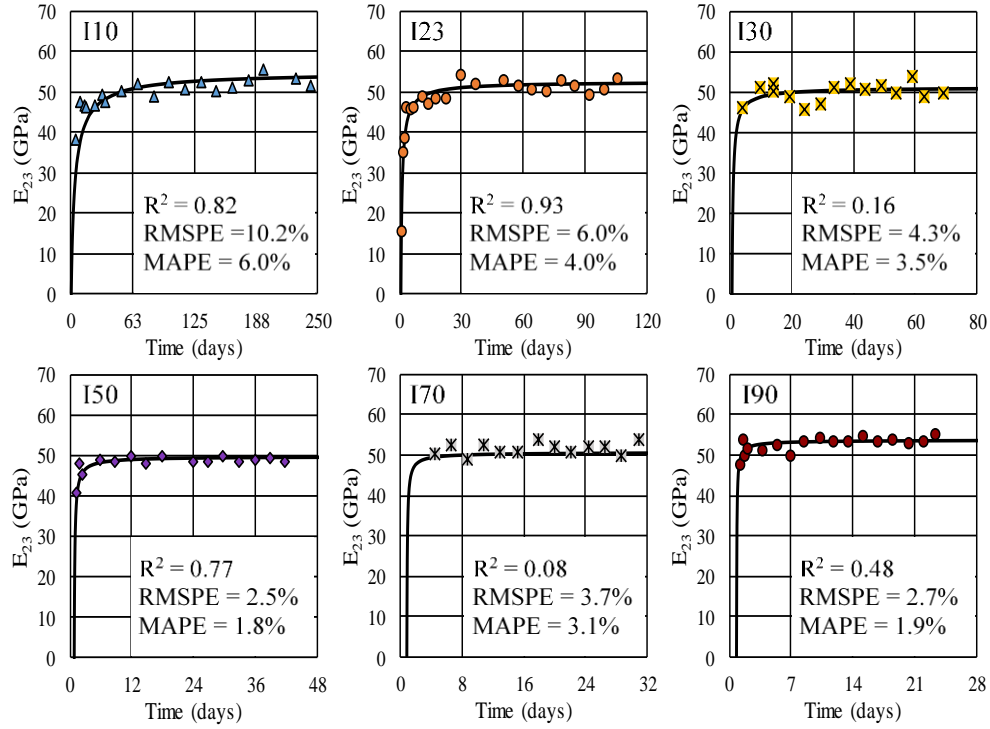 I10
E23 (GPa)
70
60
50
40
30
20
10
0
R2 = 0.82
RMSPE =10.2%
MAPE = 6.0%
0 63 125 188 250
Time (days)
I23
E23 (GPa)
70
60
50
40
30
20
10
0
R2 = 0.93
RMSPE = 6.0%
MAPE = 4.0%
0 30 60 90 120
Time (days)
I30
E23 (GPa)
70
60
50
40
30
20
10
0
R2 = 0.16
RMSPE = 4.3%
MAPE = 3.5%
0 20 40 60 80
Time (days)
I50
E23 (GPa)
70
60
50
40
30
20
10
0
R2 = 0.77
RMSPE = 2.5%
MAPE = 1.8%
0 12 24 36 48
Time (days)
I70
E23 (GPa)
70
60
50
40
30
20
10
0
R2 = 0.08
RMSPE = 3.7%
MAPE = 3.1%
0 8 16 24 32
Time (days)
I90
E23 (GPa)
70
60
50
40
30
20
10
0
R2 = 0.48
RMSPE = 2.7%
MAPE = 1.9%
0 7 14 21 28
Time (days)